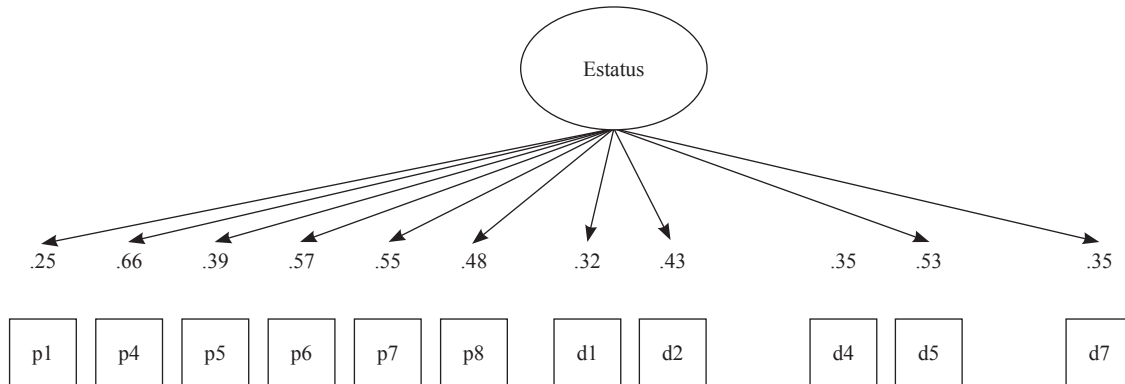 Estatus
.25 .66 .39 .57 .55 .48 .32 .43 .35 .53 .35
p1 p4 p5 p6 p7 p8 d1 d2 d4 d5 d7